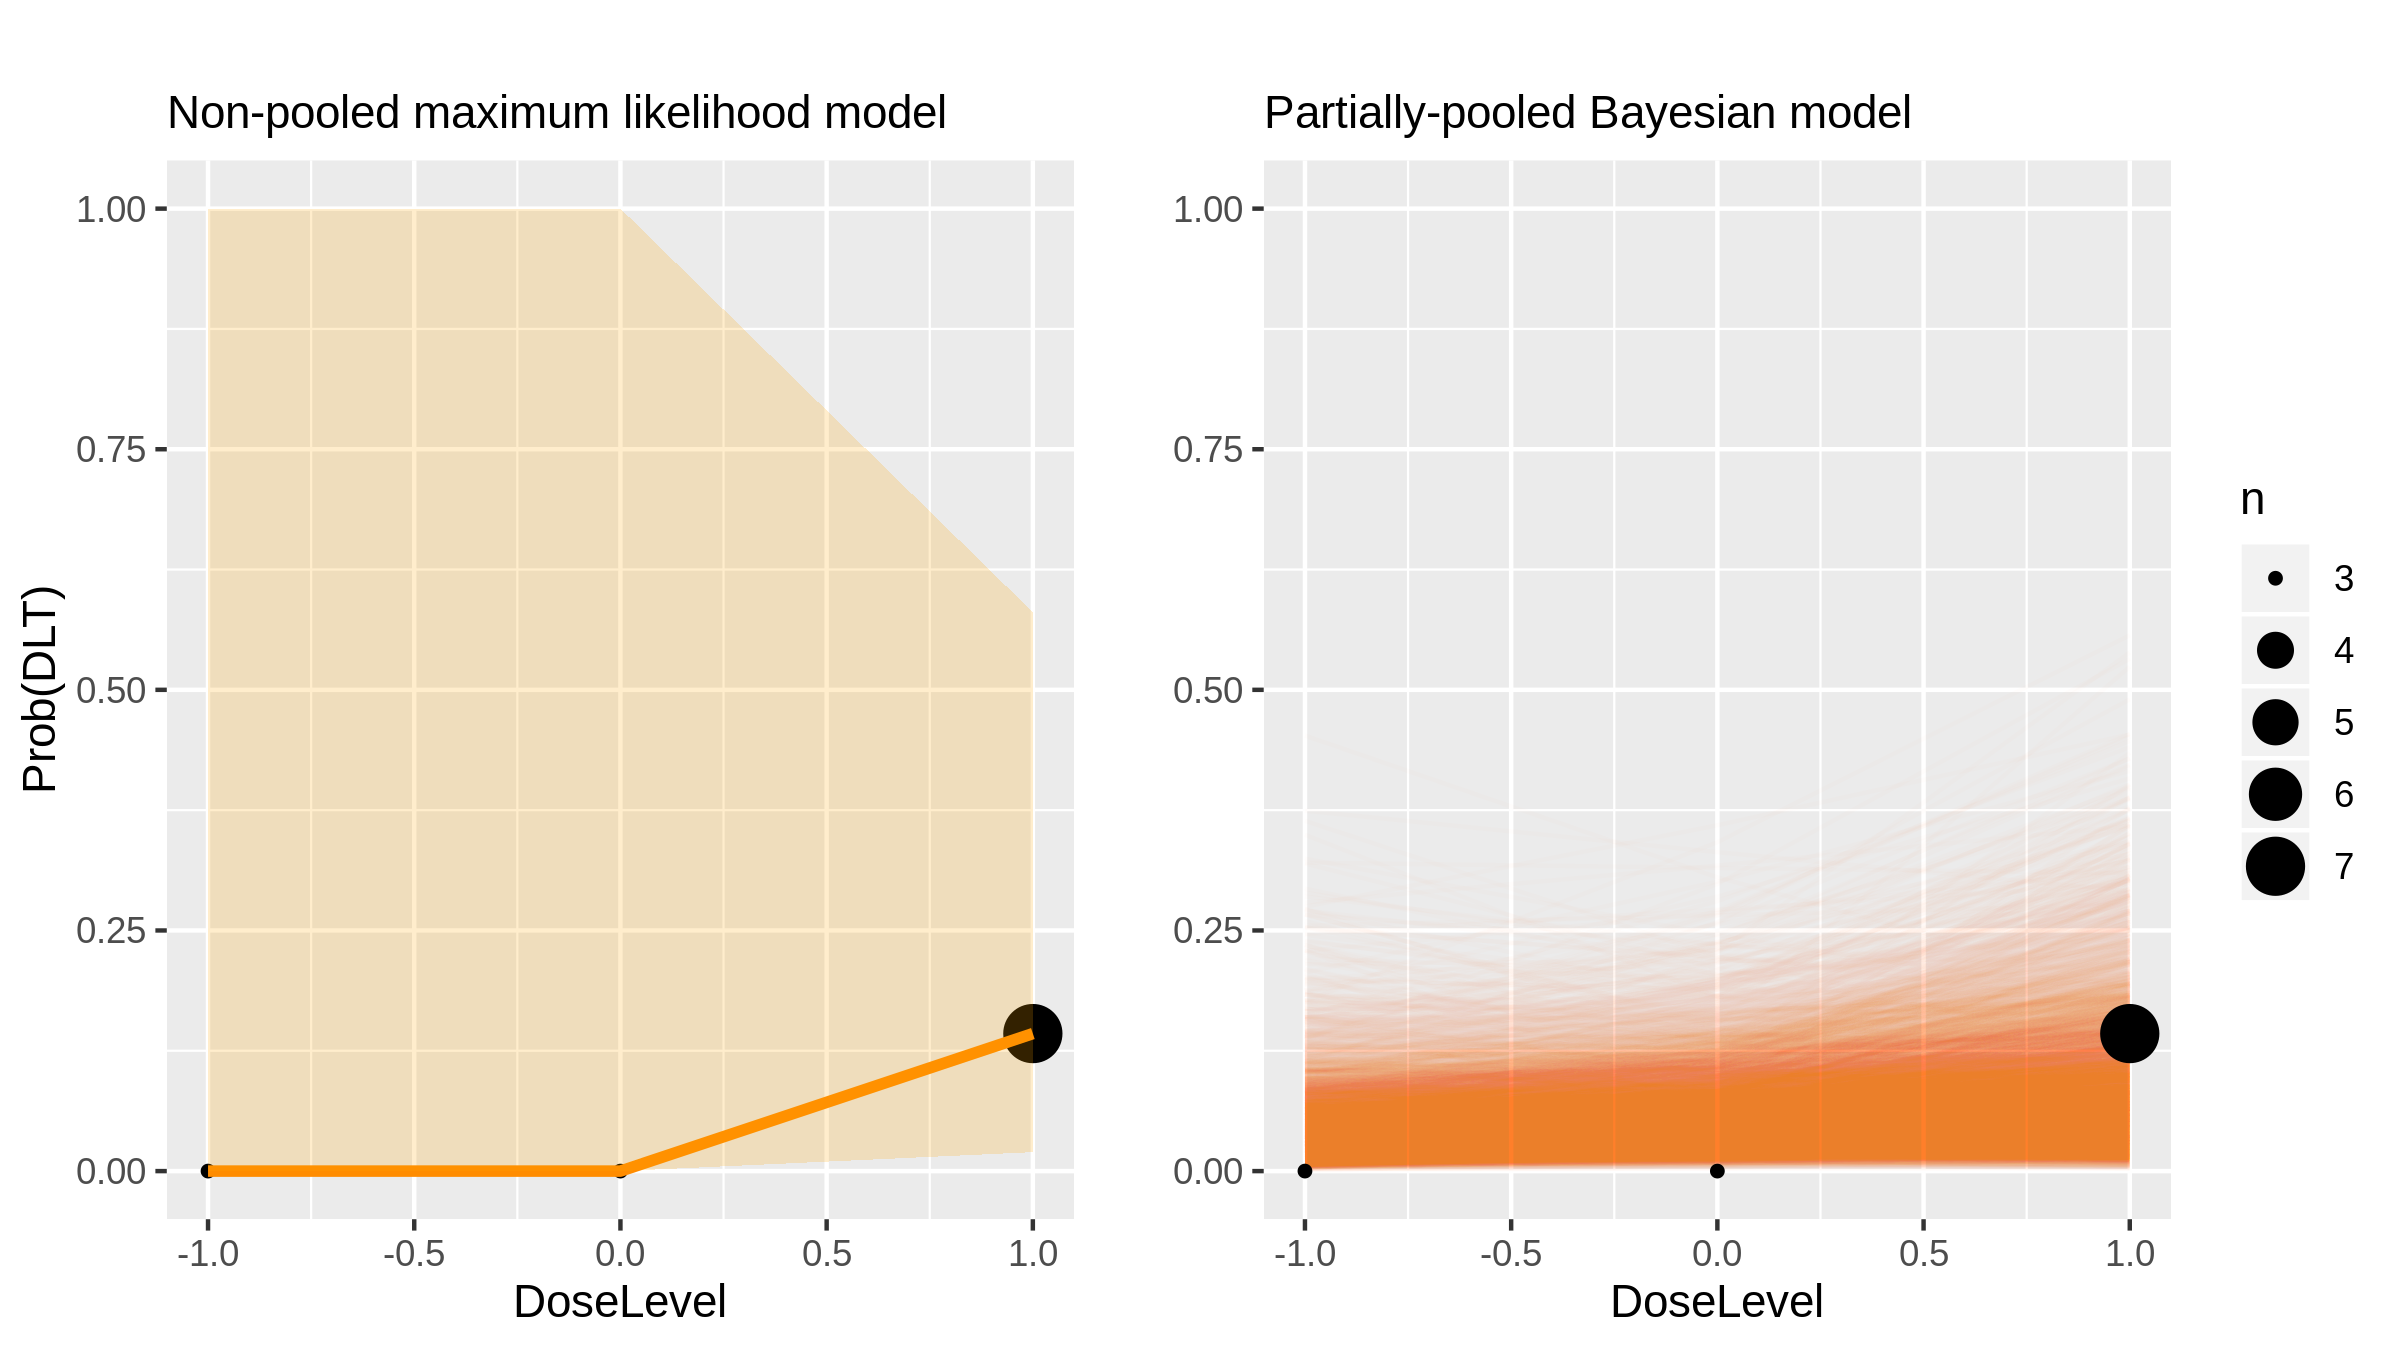 Non-pooled maximum likelihood model
Partially-pooled Bayesian model
Prob(DLT)
1.00
0.75
0.50
0.25
0.00
-1.0 -0.5 0.0 0.5 1.0
DoseLevel
1.00
0.75
0.50
0.25
0.00
-1.0 -0.5 0.0 0.5 1.0
DoseLevel
n
3
4
5
6
7